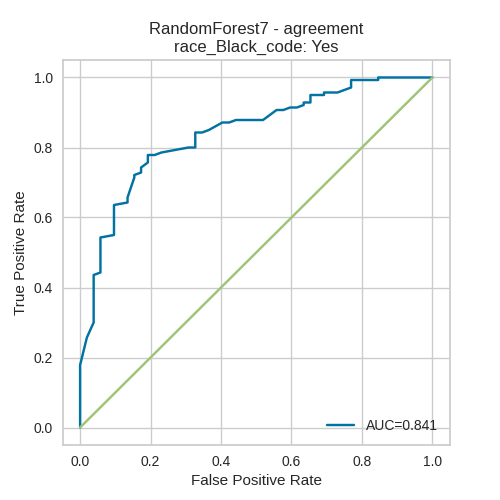 RandomForest7 - agreement
race_Black_code: Yes
True Positive Rate
1.0
0.8
0.6
0.4
0.2
0.0
AUC=0.841
0.0 0.2 0.4 0.6 0.8 1.0
False Positive Rate